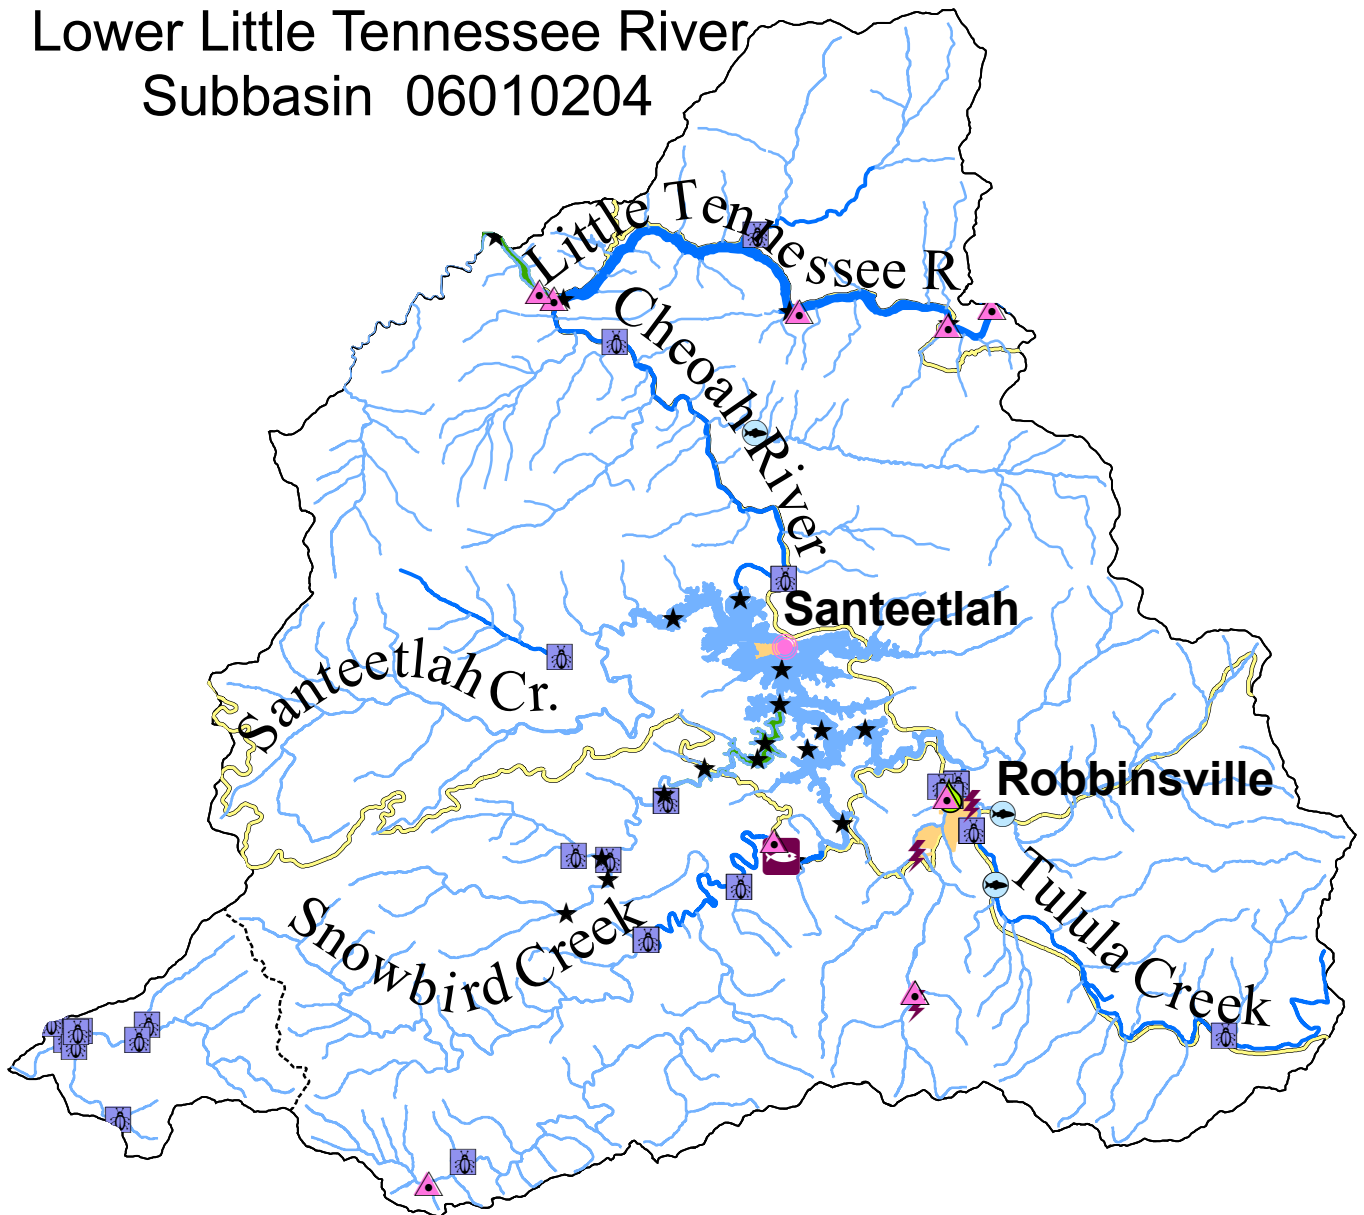 Lower Little Tennessee River
Subbasin 06010204
Little Tennessee R.
Cheoah River
Santeetlah
Santeetlah Cr.
Robbinsville
Tulula Creek
Snowbird Creek